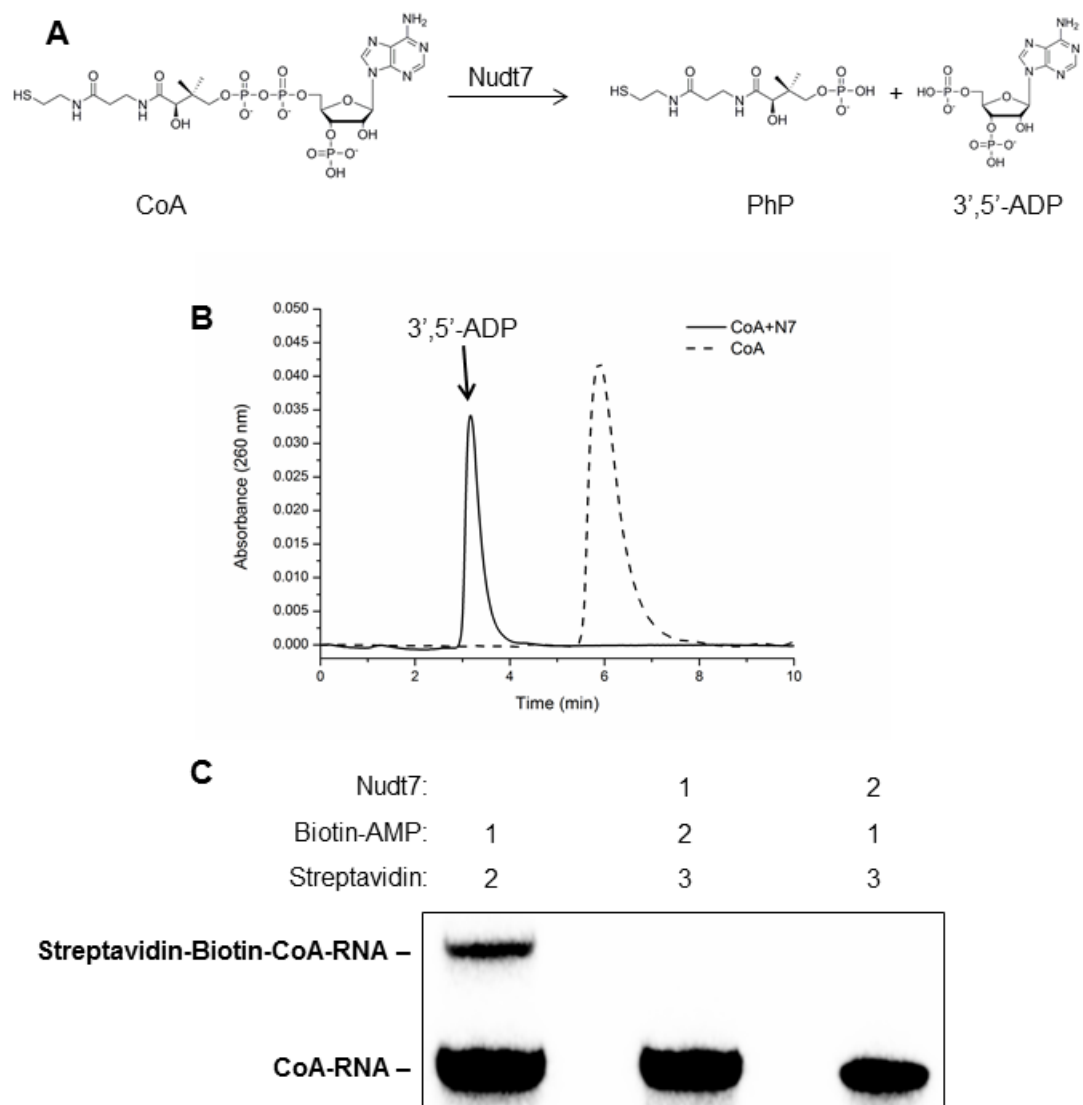 A
Nudt7
+
CoA
PhP
3',5'-ADP
B
3',5'-ADP
CoA+N7
CoA
0.050
0.045
0.040
0.035
0.030
0.025
0.020
0.015
0.010
0.005
0.000
Absorbance (260 nm)
0 2 4 6 8 10
Time (min)
C
Nudt7: 1 2
Biotin-AMP: 1 2 1
Streptavidin: 2 3 3
Streptavidin-Biotin-CoA-RNA –
CoA-RNA –